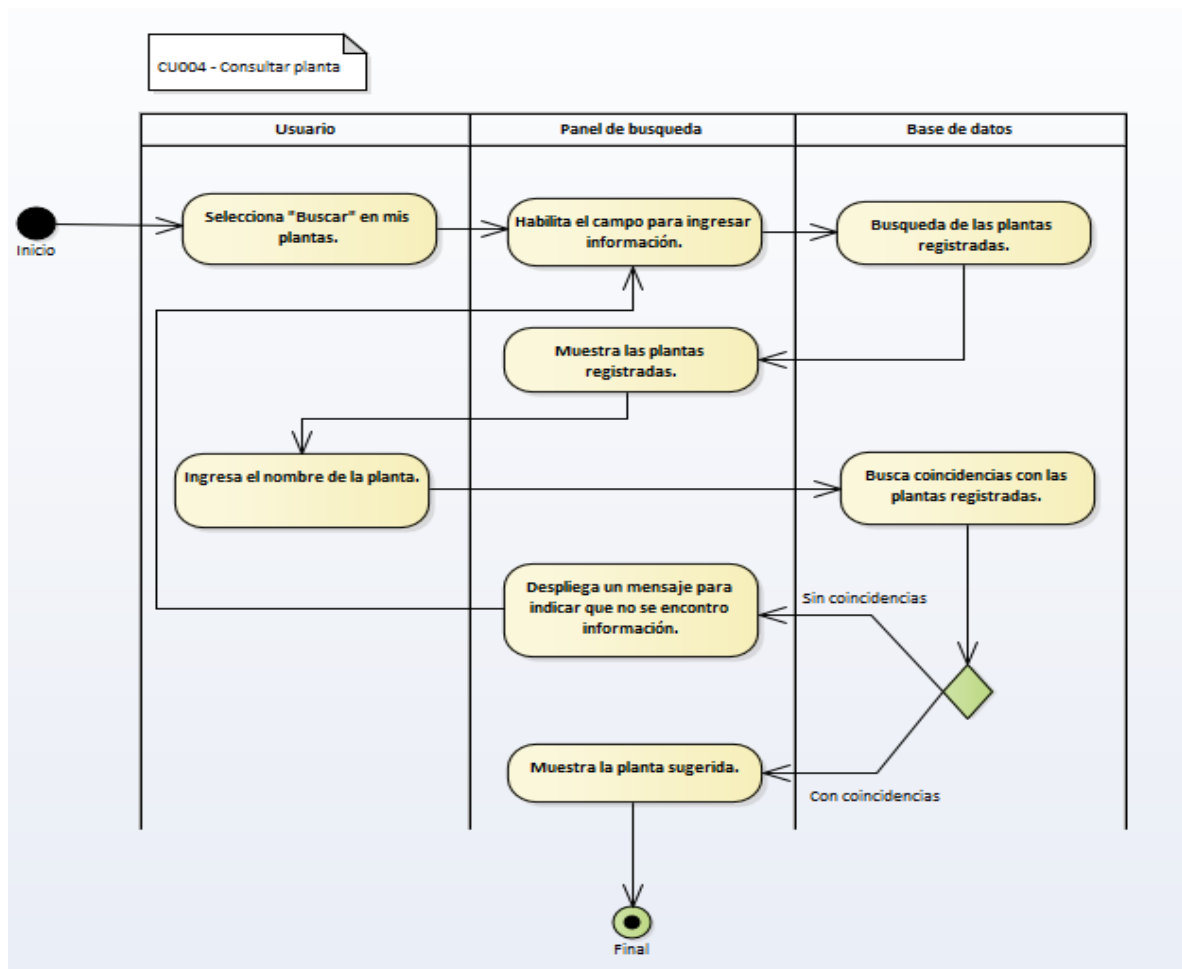 CU004 - Consultar planta
Usuario
Panel de busqueda
Base de datos
Inicio
Selecciona "Buscar" en mis
plantas.
Habilita el campo para ingresar
información.
Busqueda de las plantas
registradas.
Muestra las plantas
registradas.
Ingresa el nombre de la planta.
Busca coincidencias con las
plantas registradas.
Despliega un mensaje para
indicar que no se encontro
información.
Sin coincidencias
Muestra la planta sugerida.
Con coincidencias
Final